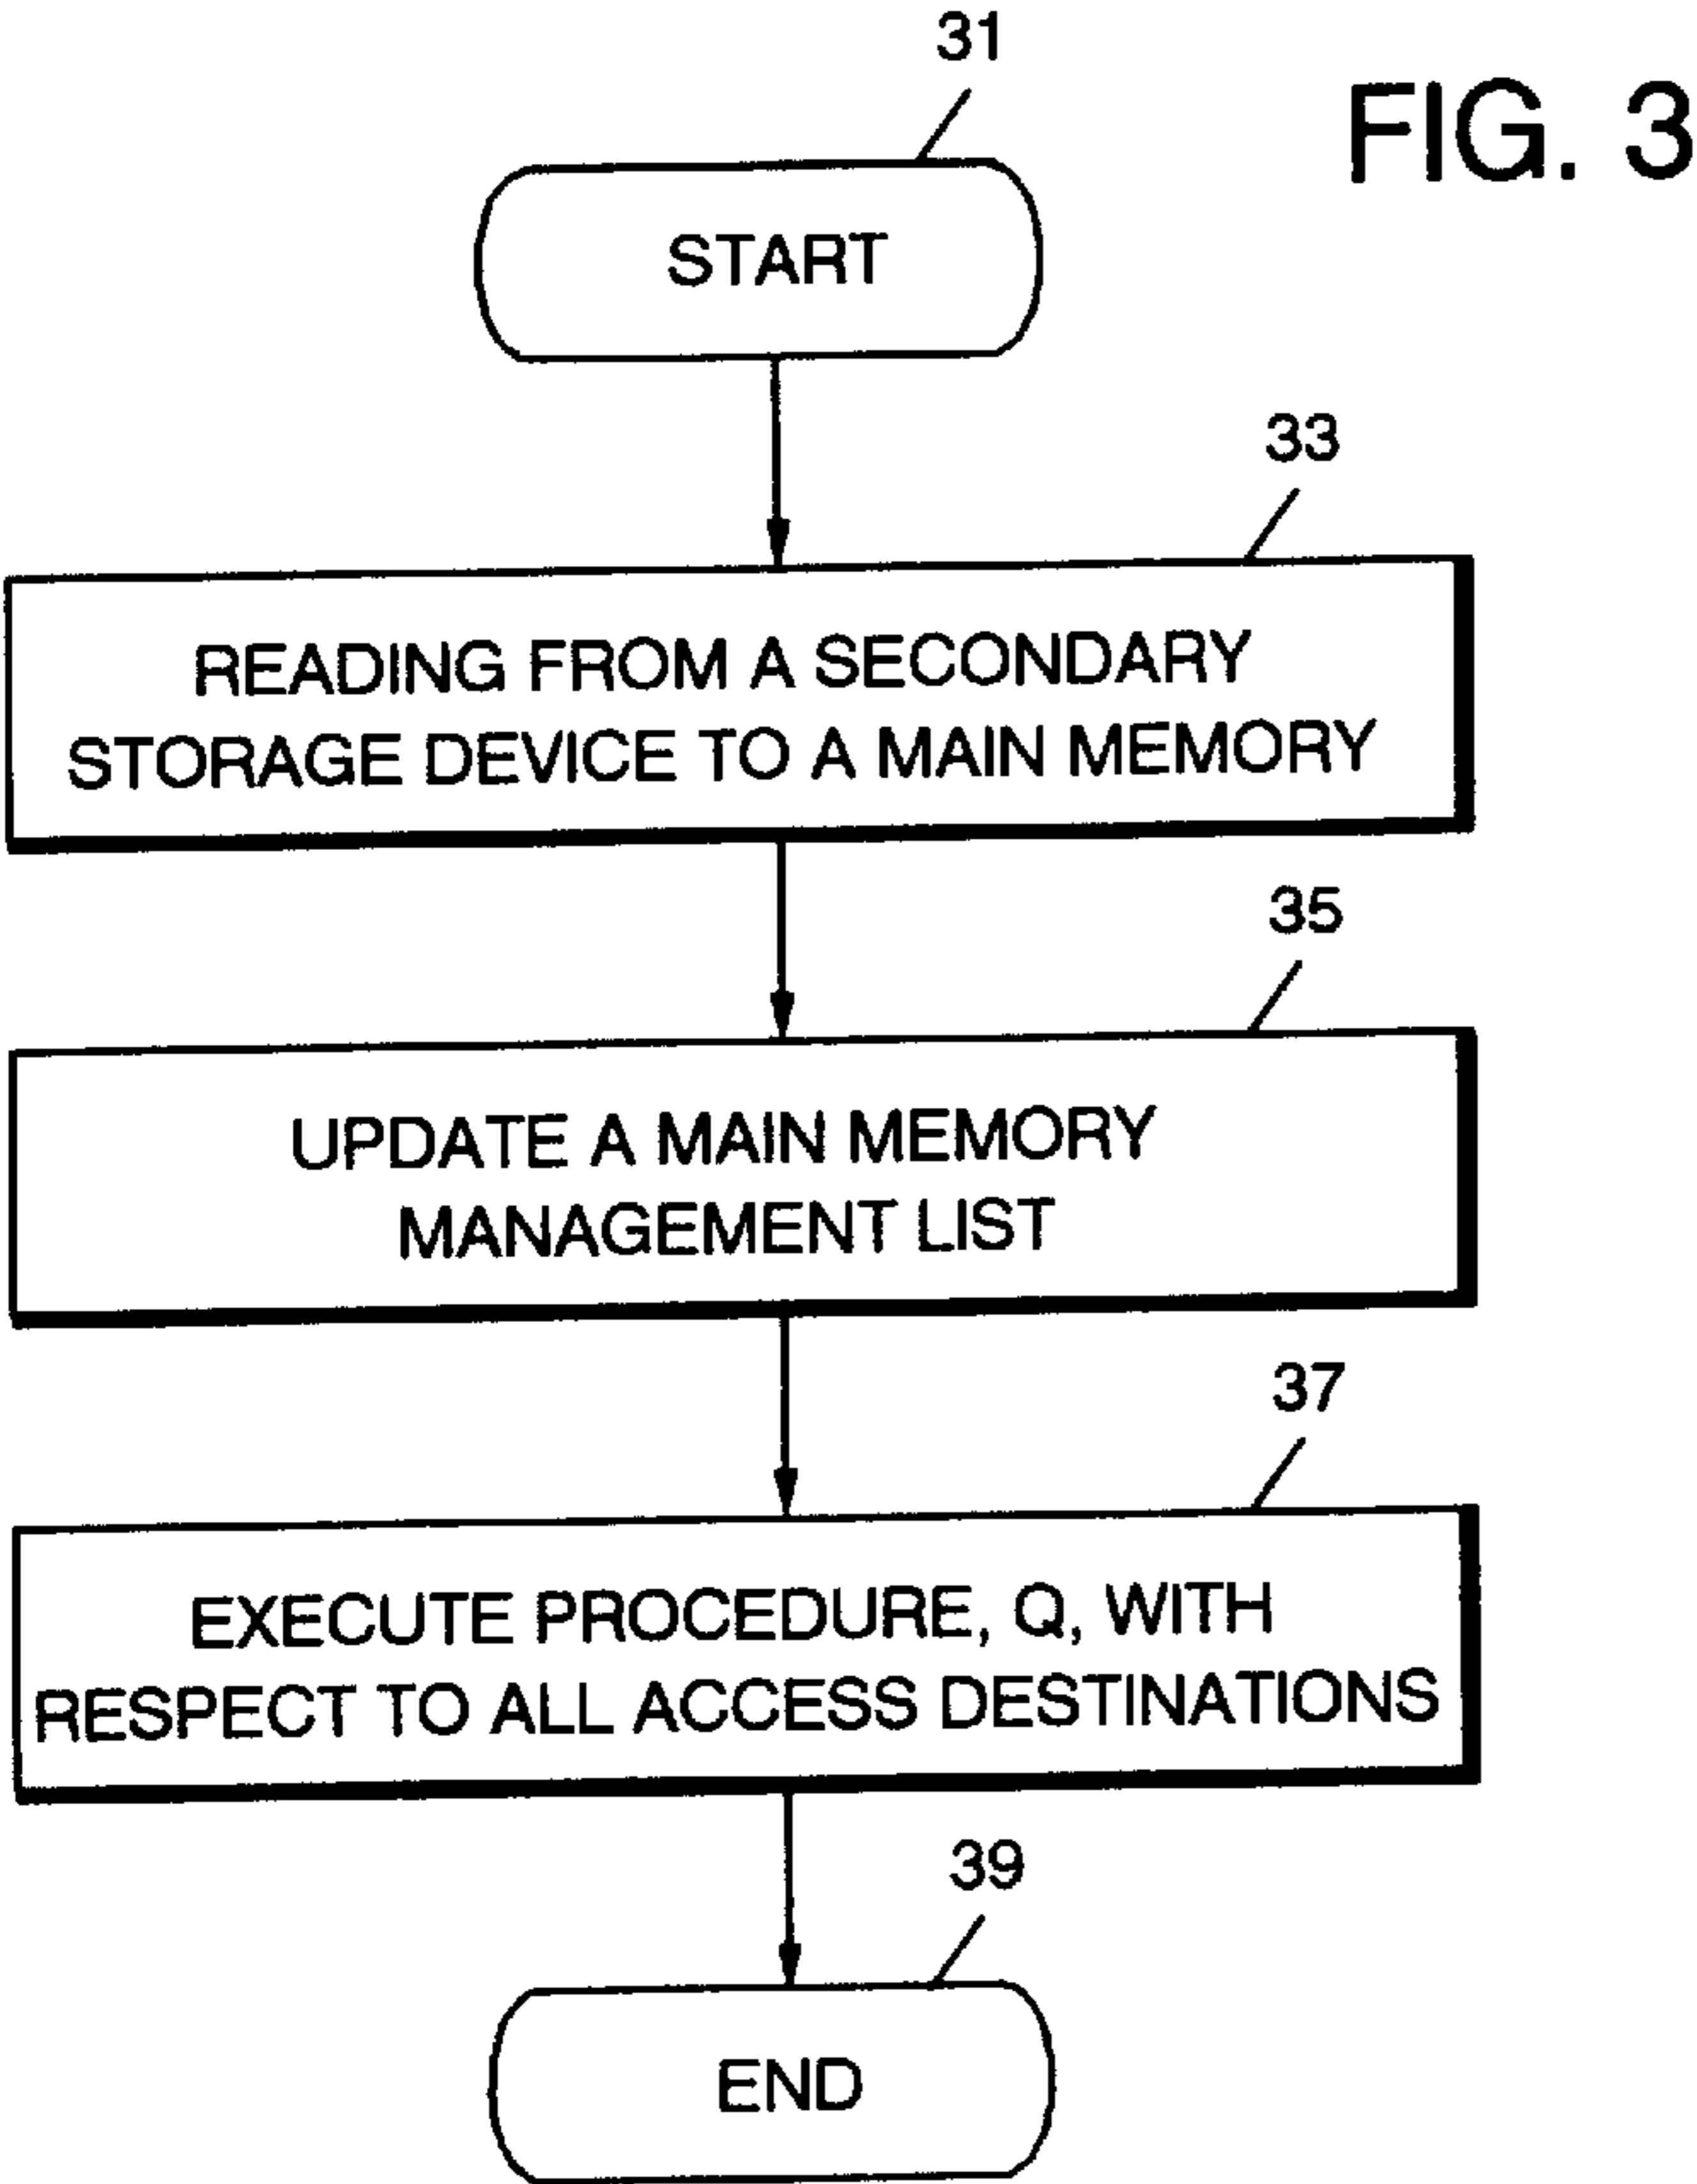 31
FIG. 3
START
33
READING FROM A SECONDARY
STORAGE DEVICE TO A MAIN MEMORY
35
UPDATE A MAIN MEMORY
MANAGEMENT LIST
37
EXECUTE PROCEDURE, Q, WITH
RESPECT TO ALL ACCESS DESTINATIONS
39
END